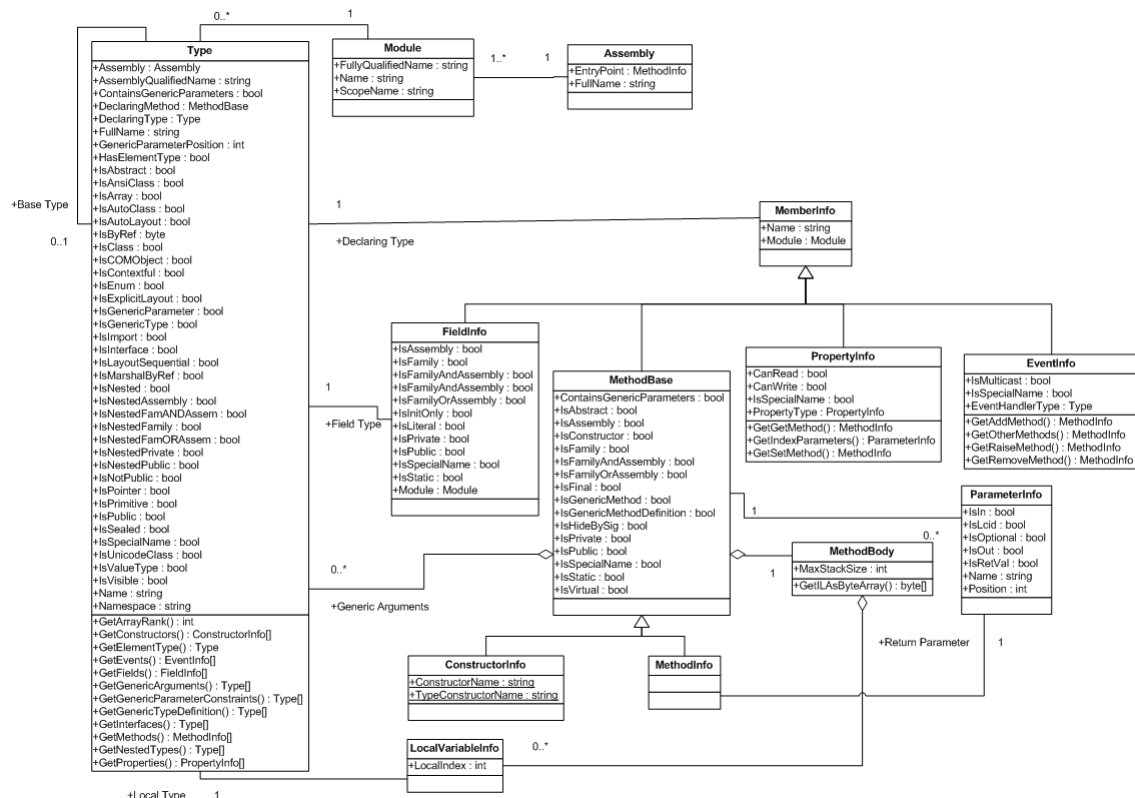 0..*
1
Type
+Assembly : Assembly
+AssemblyQualifiedName : string
+ContainsGenericParameters : bool
+DeclaringMethod : MethodBase
+DeclaringType : Type
+FullName : string
+GenericParameterPosition : int
+HasElementType : bool
+IsAbstract : bool
+IsAnsiClass : bool
+IsArray : bool
+IsAutoClass : bool
+IsAutoLayout : bool
+IsByRef : byte
+IsClass : bool
+IsCOMObject : bool
+IsContextful : bool
+IsEnum : bool
+IsExplicitLayout : bool
+IsGenericParameter : bool
+IsGenericType : bool
+IsImport : bool
+IsInterface : bool
+IsLayoutSequential : bool
+IsMarshalByRef : bool
+IsNested : bool
+IsNestedAssembly : bool
+IsNestedFamANDAssem : bool
+IsNestedFamily : bool
+IsNestedFamORAssem : bool
+IsNestedPrivate : bool
+IsNestedPublic : bool
+IsNotPublic : bool
+IsPointer : bool
+IsPrimitive : bool
+IsPublic : bool
+IsSealed : bool
+IsSpecialName : bool
+IsUnicodeClass : bool
+IsValueType : bool
+IsVisible : bool
+Name : string
+Namespace : string
+GetArrayRank() : int
+GetConstructors() : ConstructorInfo[]
+GetElementType() : Type
+GetEvents() : EventInfo[]
+GetFields() : FieldInfo[]
+GetGenericArguments() : Type[]
+GetGenericParameterConstraints() : Type[]
+GetGenericTypeDefinition() : Type[]
+GetInterfaces() : Type[]
+GetMethods() : MethodInfo[]
+GetNestedTypes() : Type[]
+GetProperties() : PropertyInfo[]
+Base Type
0..1
Module
+FullyQualifiedName : string
+Name : string
+ScopeName : string
1..*
1
Assembly
+EntryPoint : MethodInfo
+FullName : string
1
+Declaring Type
MemberInfo
+Name : string
+Module : Module
FieldInfo
+IsAssembly : bool
+IsFamily : bool
+IsFamilyAndAssembly : bool
+IsFamilyAndAssembly : bool
+IsFamilyOrAssembly : bool
+IsInitOnly : bool
+IsLiteral : bool
+IsPrivate : bool
+IsPublic : bool
+IsSpecialName : bool
+IsStatic : bool
+Module : Module
1
+Field Type
MethodBase
+ContainsGenericParameters : bool
+IsAbstract : bool
+IsAssembly : bool
+IsConstructor : bool
+IsFamily : bool
+IsFamilyAndAssembly : bool
+IsFamilyOrAssembly : bool
+IsFinal : bool
+IsGenericMethod : bool
+IsGenericMethodDefinition : bool
+IsHideBySig : bool
+IsPrivate : bool
+IsPublic : bool
+IsSpecialName : bool
+IsStatic : bool
+IsVirtual : bool
PropertyInfo
+CanRead : bool
+CanWrite : bool
+IsSpecialName : bool
+PropertyType : PropertyInfo
+GetGetMethod() : MethodInfo
+GetIndexParameters() : ParameterInfo
+GetSetMethod() : MethodInfo
EventInfo
+IsMulticast : bool
+IsSpecialName : bool
+EventHandlerType : Type
+GetAddMethod() : MethodInfo
+GetOtherMethods() : MethodInfo
+GetRaiseMethod() : MethodInfo
+GetRemoveMethod() : MethodInfo
1
0..*
ParameterInfo
+IsIn : bool
+IsLcid : bool
+IsOptional : bool
+IsOut : bool
+IsRetVal : bool
+Name : string
+Position : int
1
MethodBody
+MaxStackSize : int
+GetILAsByteArray() : byte[]
0..*
+Generic Arguments
+Return Parameter
1
ConstructorInfo
+ConstructorName : string
+TypeConstructorName : string
MethodInfo
LocalVariableInfo
+LocalIndex : int
0..*
+Local Type
1